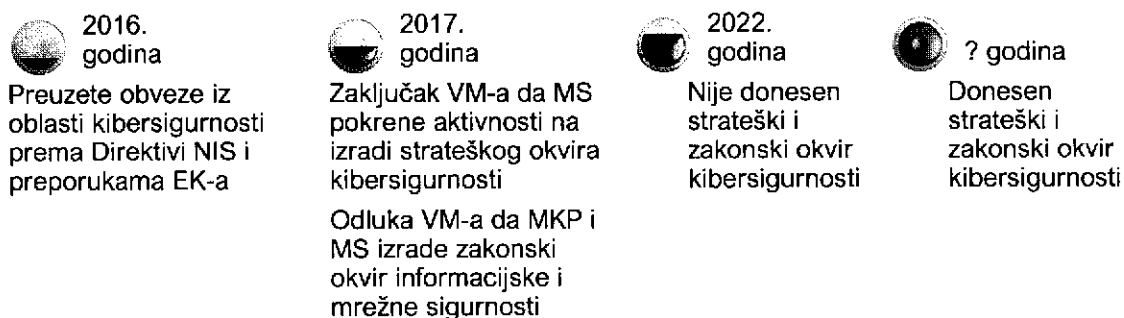 2016.
godina
Preuzete obveze iz
oblasti kibersigurnosti
prema Direktivi NIS i
preporukama EK-a
2017.
godina
Zaključak VM-a da MS
pokrene aktivnosti na
izradi strateškog okvira
kibersigurnosti
Odluka VM-a da MKP i
MS izrade zakonski
okvir informacijske i
mrežne sigurnosti
2022.
godina
Nije donesen
strateški i
zakonski okvir
kibersigurnosti
? godina
Donesen
strateški i
zakonski okvir
kibersigurnosti